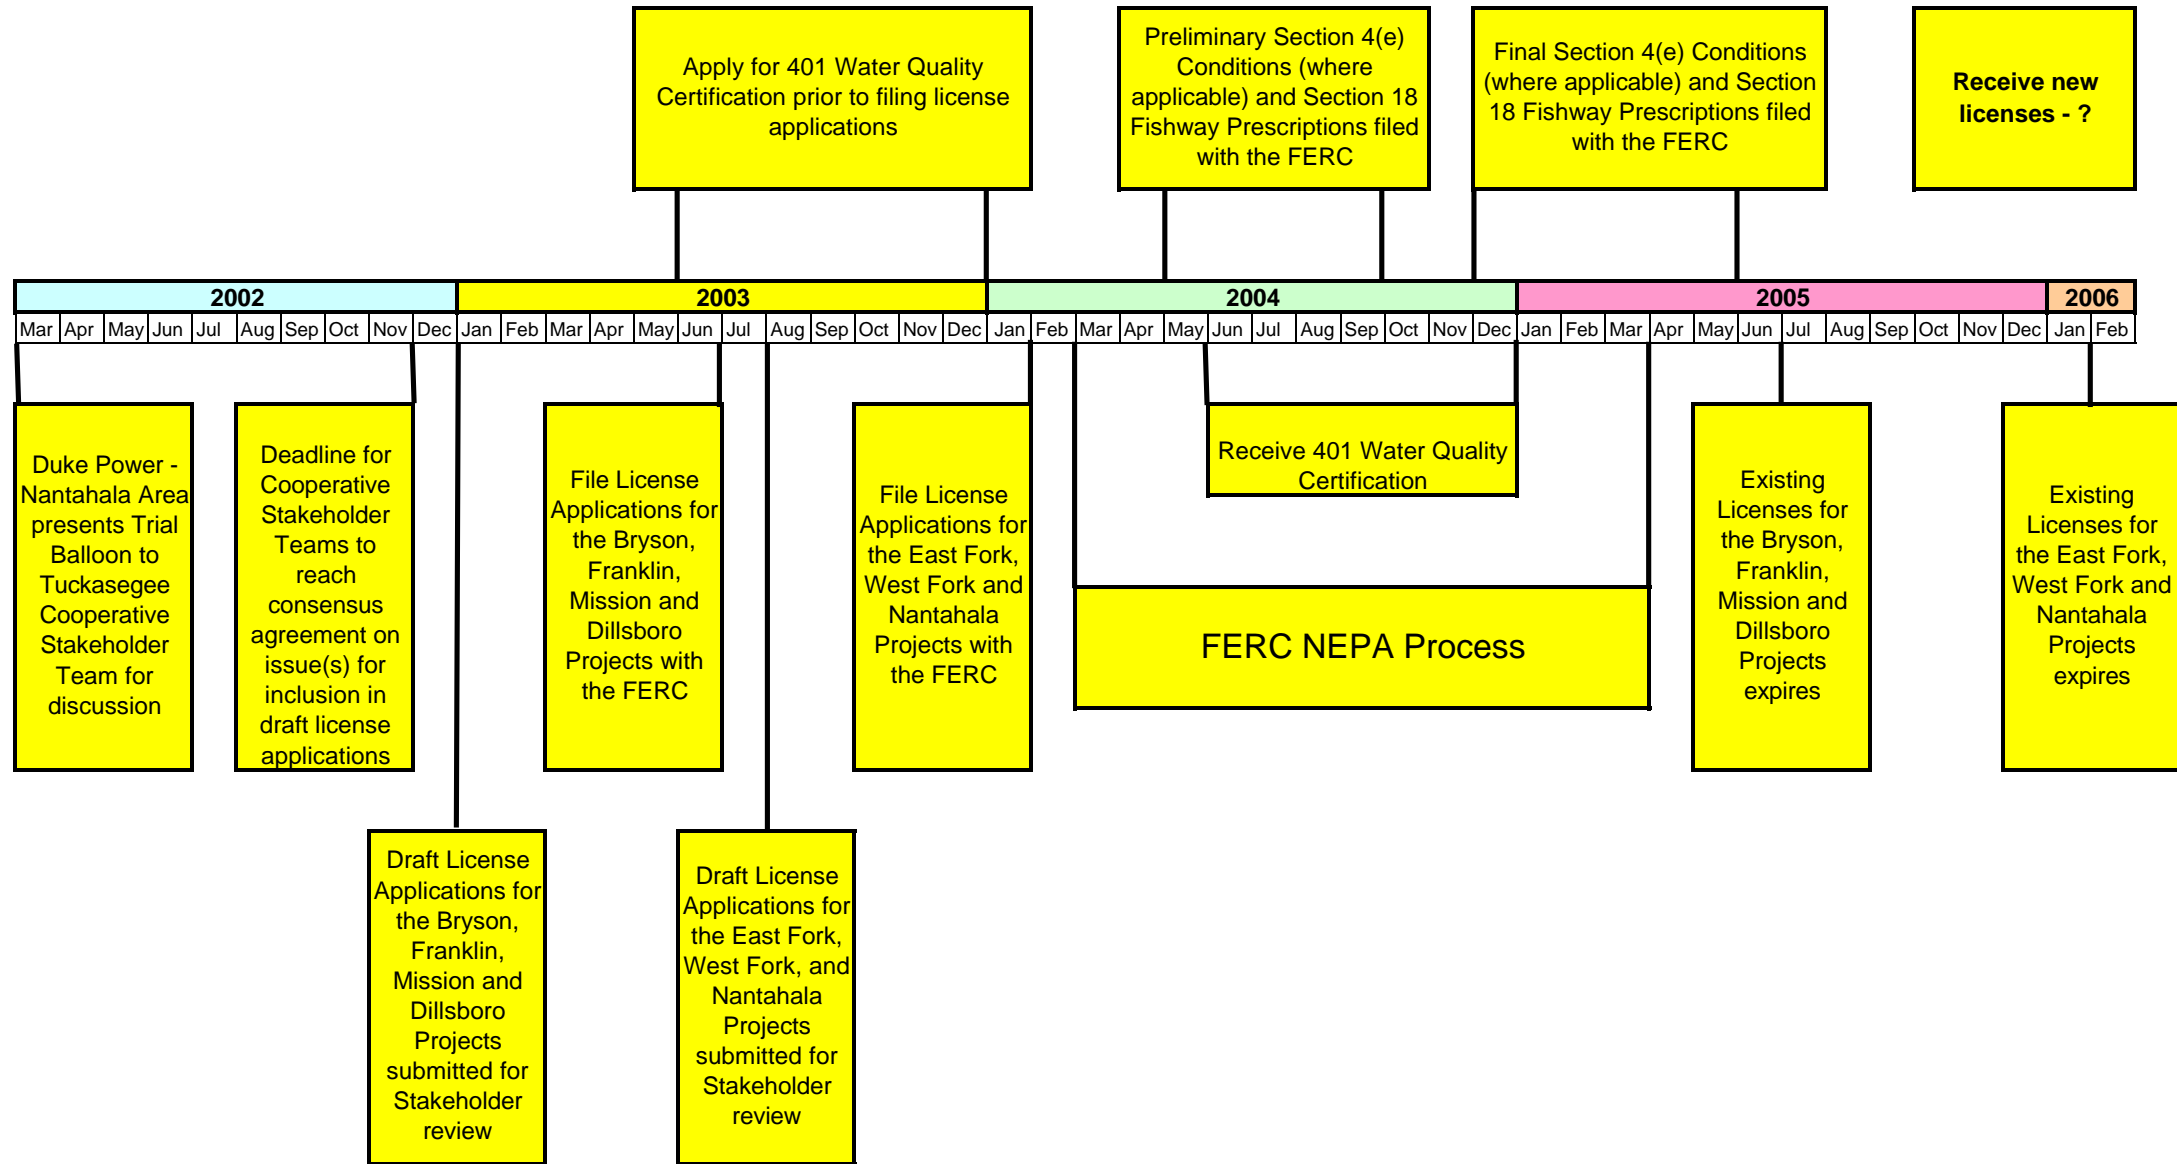 Apply for 401 Water Quality
Certification prior to filing license
applications
Preliminary Section 4(e)
Conditions (where
applicable) and Section 18
Fishway Prescriptions filed
with the FERC
Final Section 4(e) Conditions
(where applicable) and Section
18 Fishway Prescriptions filed
with the FERC
Receive new
licenses - ?
2002 2003 2004 2005 2006
Mar Apr May Jun Jul Aug Sep Oct Nov Dec Jan Feb Mar Apr May Jun Jul Aug Sep Oct Nov Dec Jan Feb Mar Apr May Jun Jul Aug Sep Oct Nov Dec Jan Feb Mar Apr May Jun Jul Aug Sep Oct Nov Dec Jan Feb
Duke Power -
Nantahala Area
presents Trial
Balloon to
Tuckasegee
Cooperative
Stakeholder
Team for
discussion
Deadline for
Cooperative
Stakeholder
Teams to
reach
consensus
agreement on
issue(s) for
inclusion in
draft license
applications
File License
Applications for
the Bryson,
Franklin,
Mission and
Dillsboro
Projects with
the FERC
File License
Applications for
the East Fork,
West Fork and
Nantahala
Projects with
the FERC
Receive 401 Water Quality
Certification
FERC NEPA Process
Existing
Licenses for
the Bryson,
Franklin,
Mission and
Dillsboro
Projects
expires
Existing
Licenses for
the East Fork,
West Fork and
Nantahala
Projects
expires
Draft License
Applications for
the Bryson,
Franklin,
Mission and
Dillsboro
Projects
submitted for
Stakeholder
review
Draft License
Applications for
the East Fork,
West Fork, and
Nantahala
Projects
submitted for
Stakeholder
review